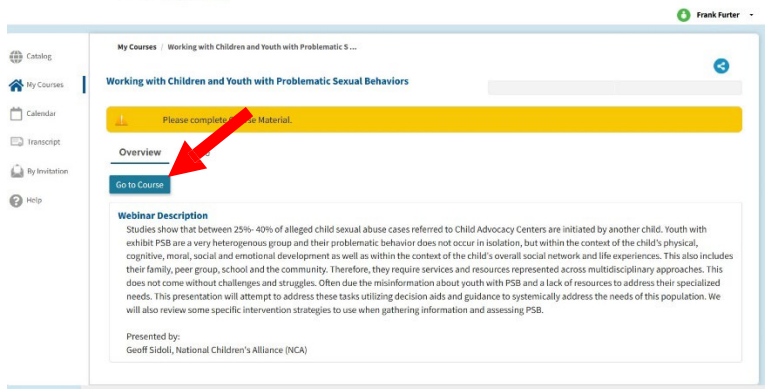 Frank Furter
Catalog
My Courses
Calendar
Transcript
By Invitation
Help
My Courses / Working with Children and Youth with Problematic S ...
Working with Children and Youth with Problematic Sexual Behaviors
Please complete Material.
Overview
Go to Course
Webinar Description
Studies show that between 25%- 40% of alleged child sexual abuse cases referred to Child Advocacy Centers are initiated by another child. Youth with
exhibit PSB are a very heterogenous group and their problematic behavior does not occur in isolation, but within the context of the child's physical,
cognitive, moral, social and emotional development as well as within the context of the child's overall social network and life experiences. This also includes
their family, peer group, school and the community. Therefore, they require services and resources represented across multidisciplinary approaches. This
does not come without challenges and struggles. Often due the misinformation about youth with PSB and a lack of resources to address their specialized
needs. This presentation will attempt to address these tasks utilizing decision aids and guidance to systemically address the needs of this population. We
will also review some specific intervention strategies to use when gathering information and assessing PSB.
Presented by:
Geoff Sidoli, National Children's Alliance (NCA)